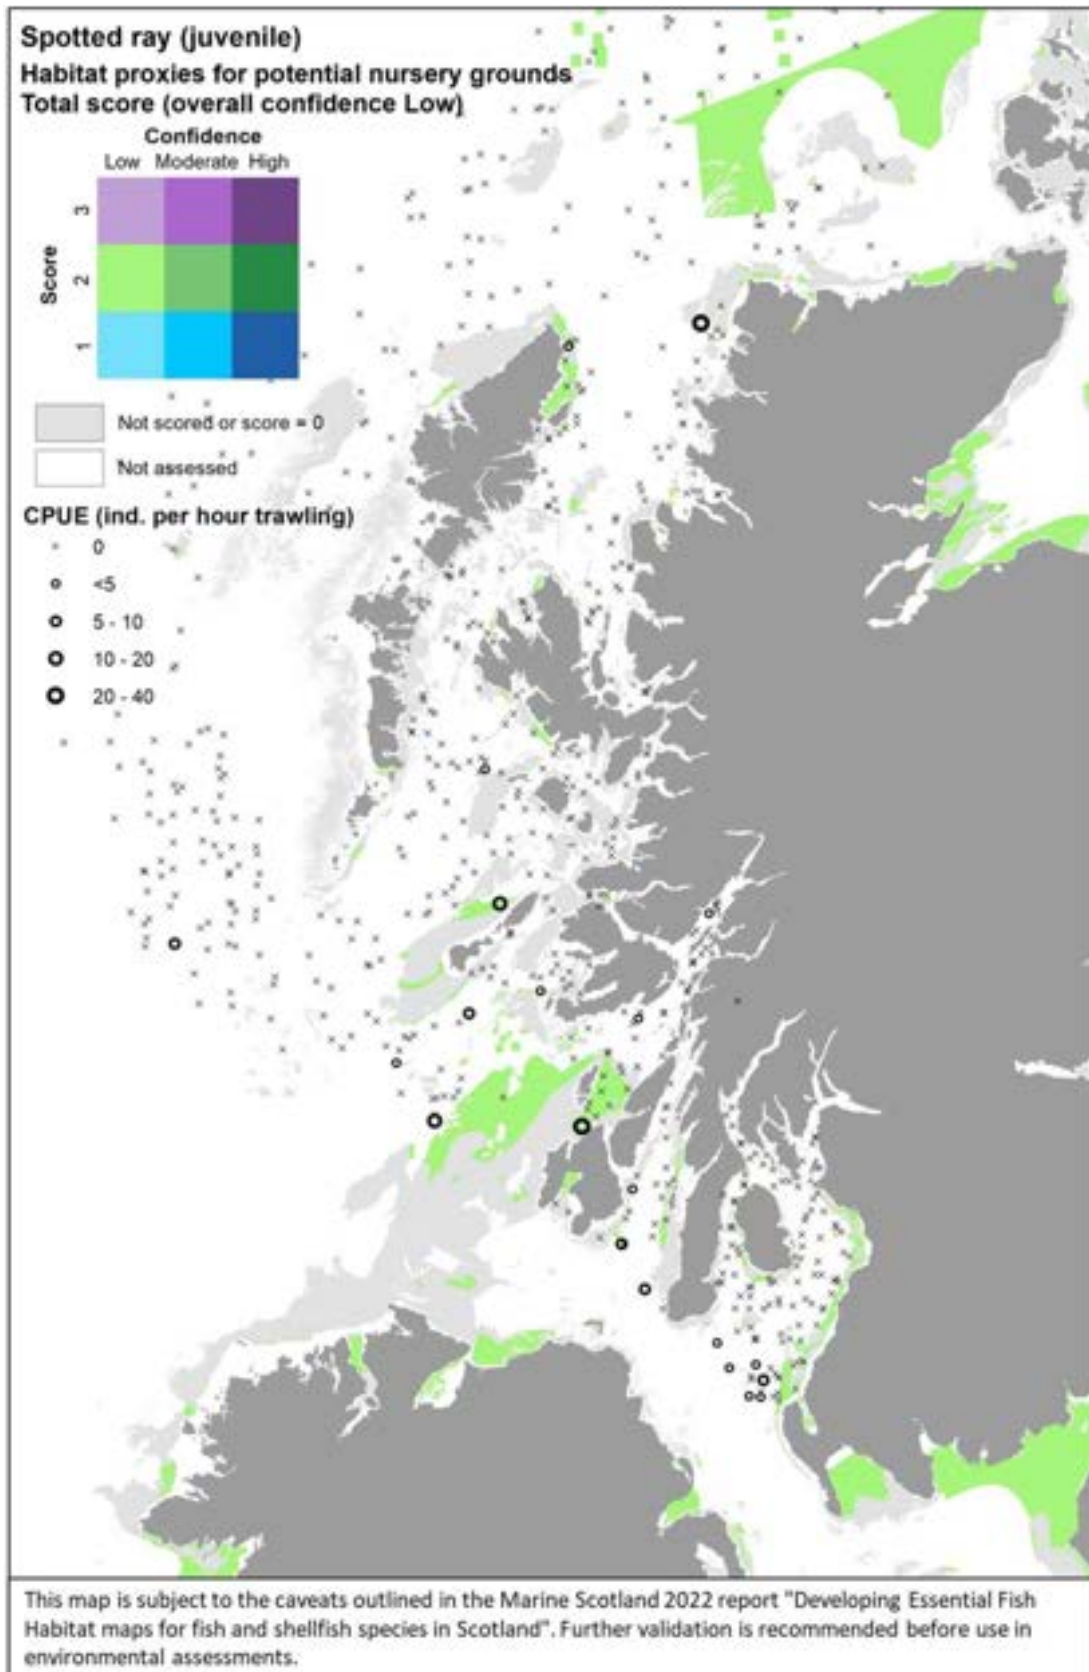 Spotted ray (juvenile)
Habitat proxies for potential nursery grounds
Total score (overall confidence Low)
Confidence
Low Moderate High
Score
3
2
1
Not scored or score = 0
Not assessed
CPUE (ind. per hour trawling)
0
<5
5 - 10
10 - 20
20 - 40
This map is subject to the caveats outlined in the Marine Scotland 2022 report "Developing Essential Fish
Habitat maps for fish and shellfish species in Scotland". Further validation is recommended before use in
environmental assessments.